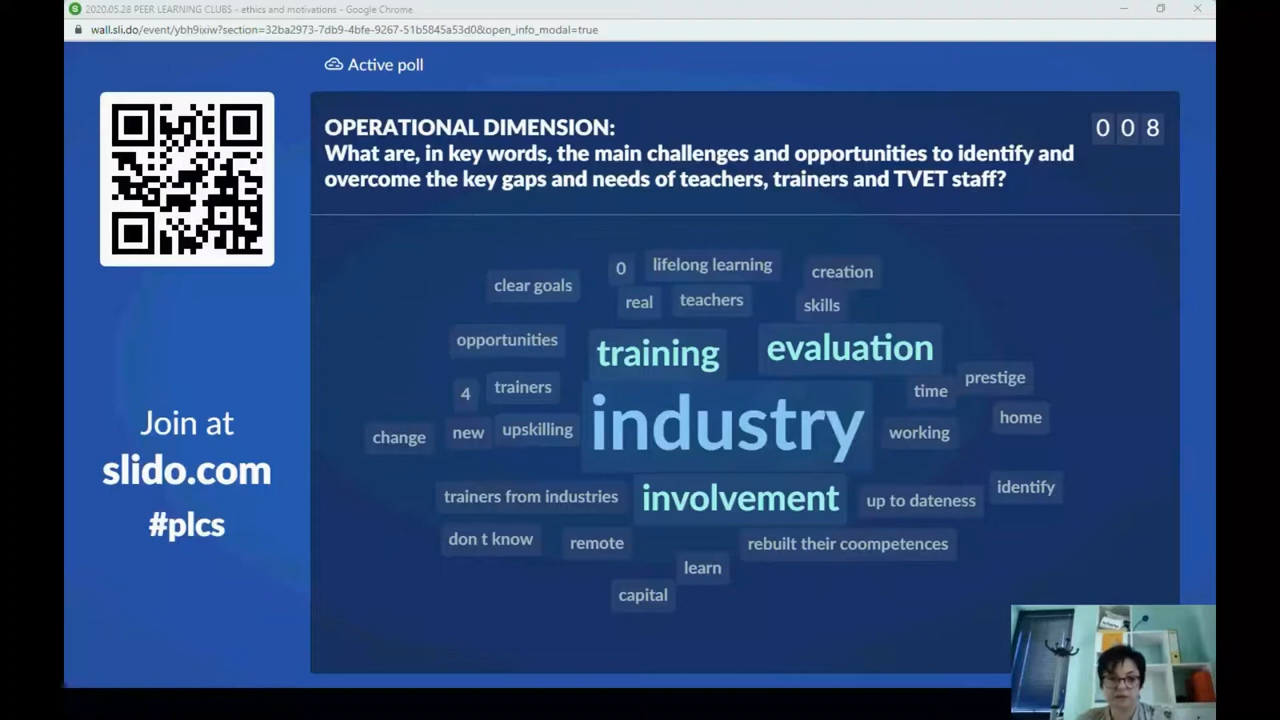 2020.05.28 PEER LEARNING CLUBS - ethics and motivations - Google Chrome
wall.sli.do/event/ybh9ixiw?section=32ba2973-7db9-4bfe-9267-51b5845a53d0&open_info_modal=true
Active poll
OPERATIONAL DIMENSION:
What are, in key words, the main challenges and opportunities to identify and
overcome the key gaps and needs of teachers, trainers and TVET staff?
0 0 8
Join at
slido.com
#plcs
0
lifelong learning
creation
clear goals
real
teachers
skills
opportunities
training
evaluation
4
trainers
time
prestige
change
new
upskilling
industry
working
home
trainers from industries
involvement
up to dateness
identify
don t know
remote
rebuilt their coompetences
learn
capital